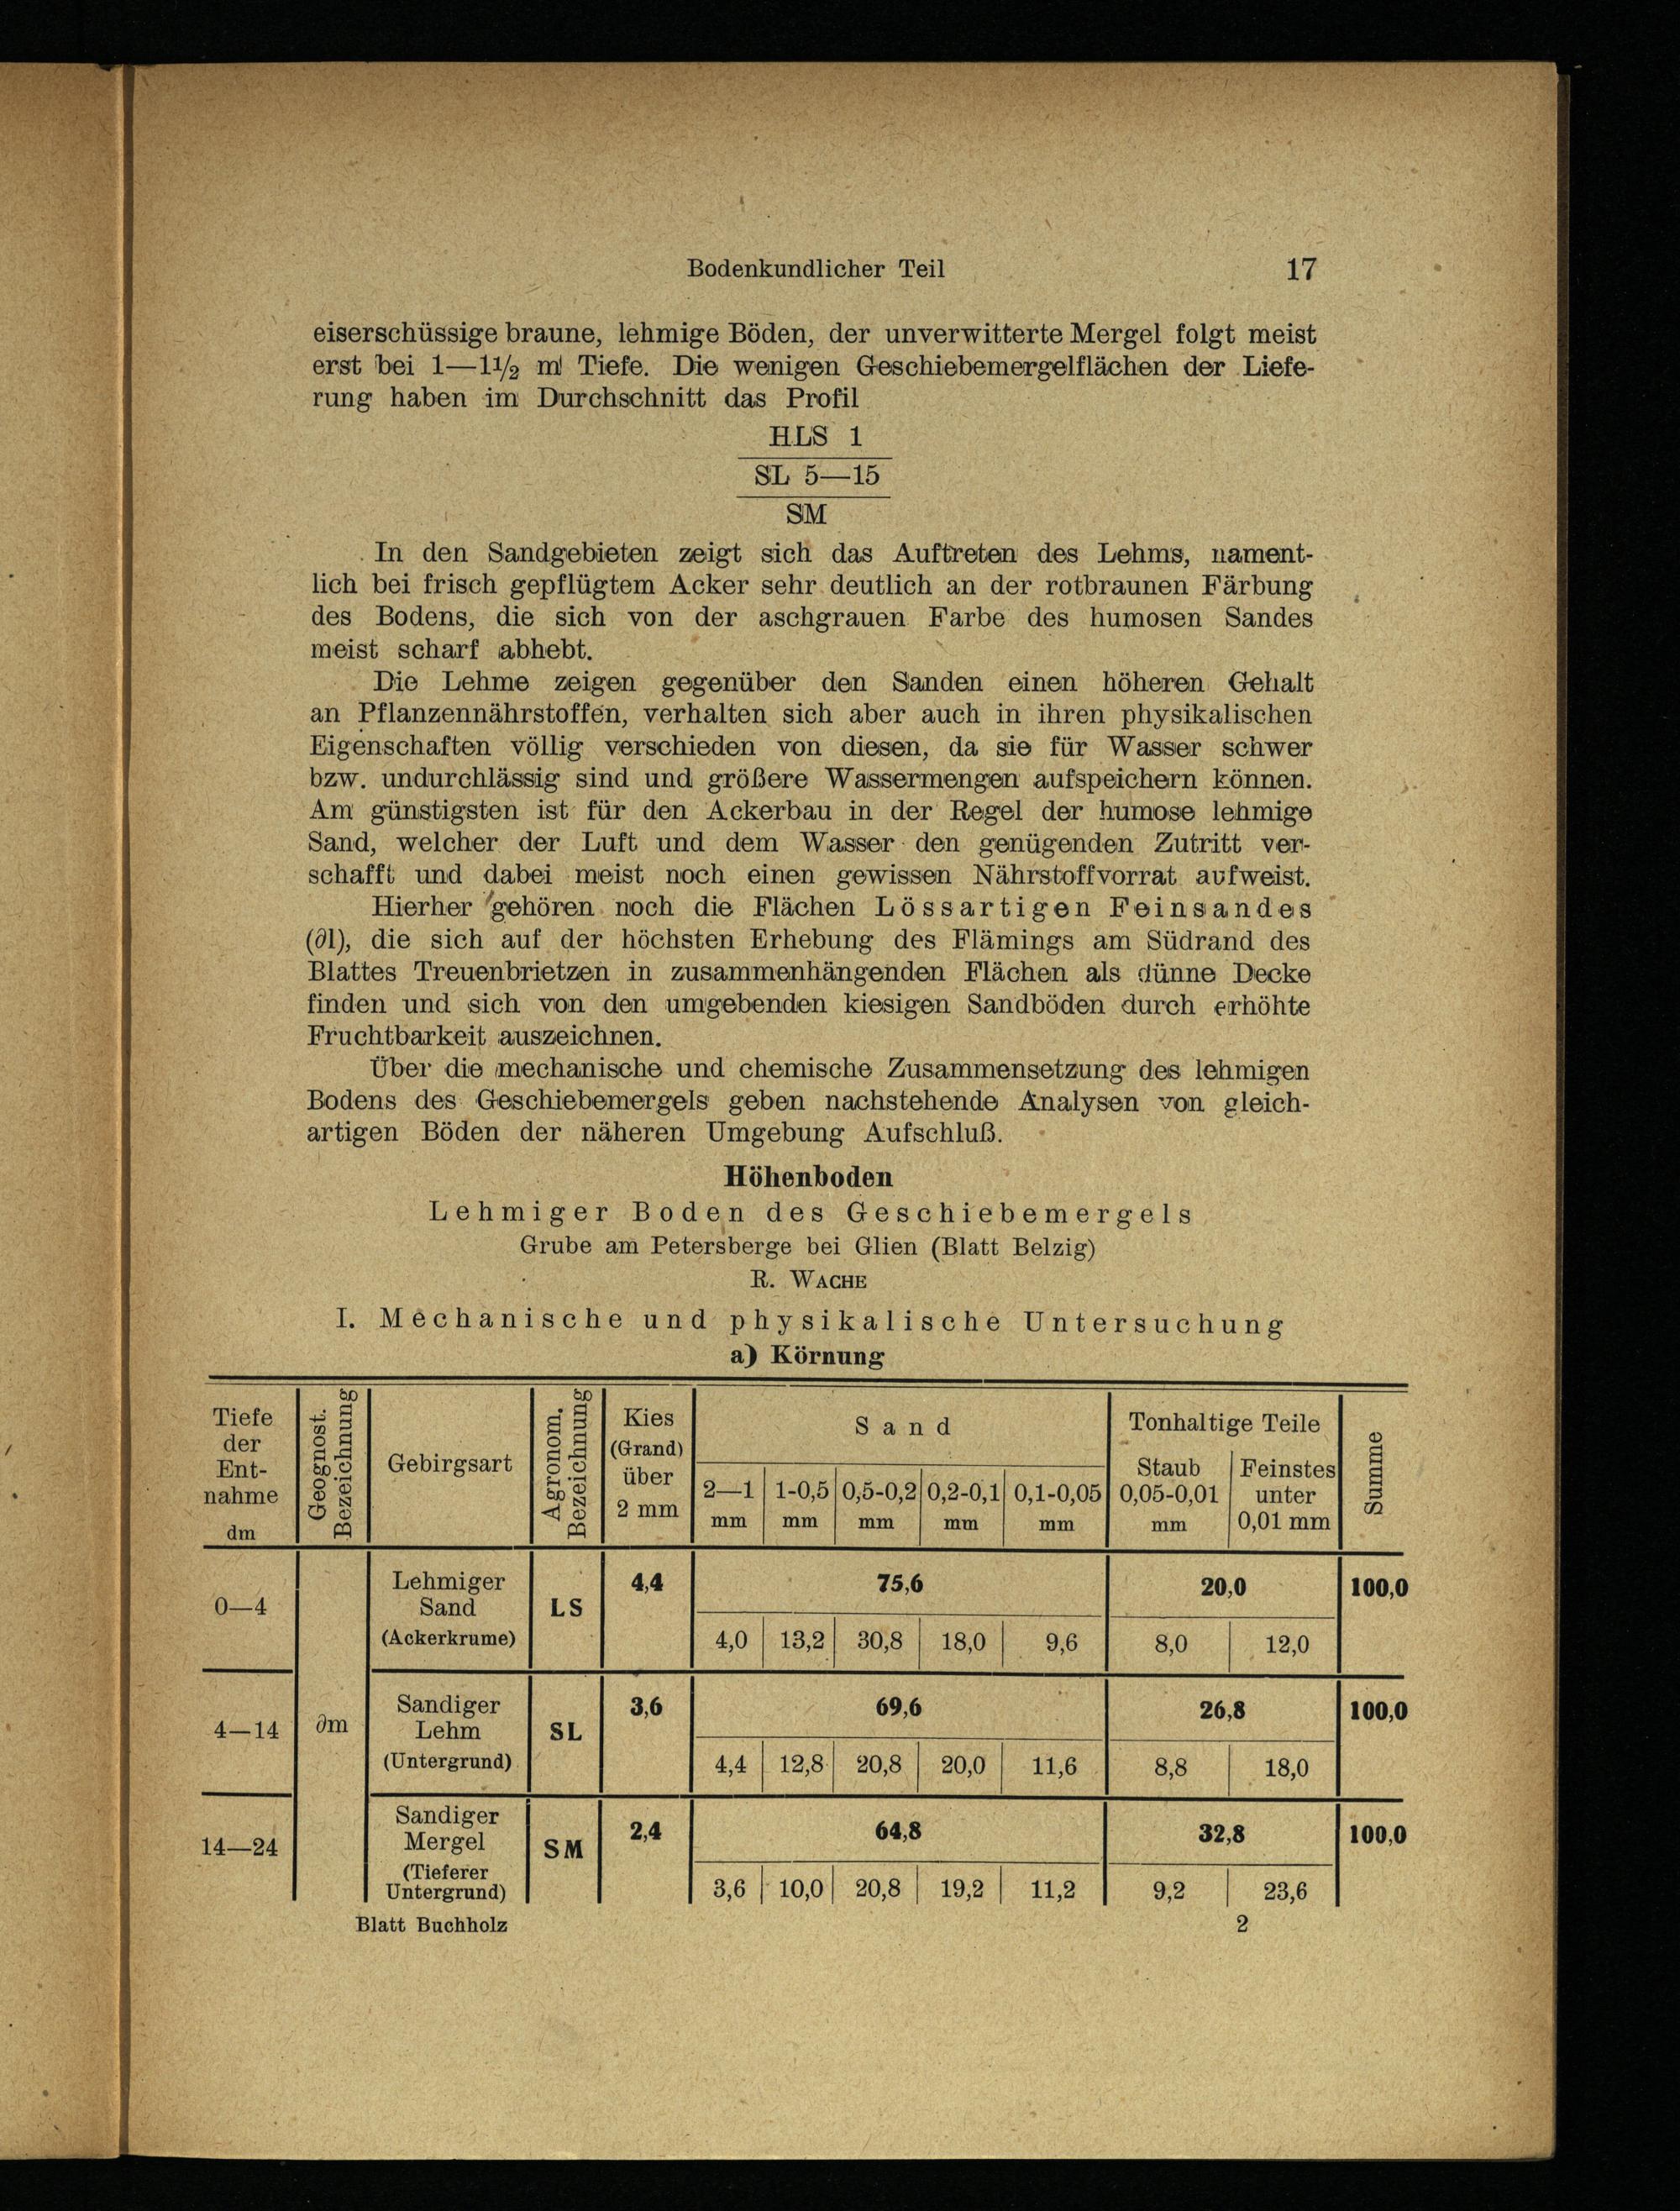 Bodenkundlicher Teil 17
eiserschüssige braune, lehmige Böden, der unverwitterte Mergel folgt meist
erst bei 1—1½ m Tiefe. Die wenigen Geschiebemergelflächen der Liefe-
rung haben im Durchschnitt das Profil
HLS 1
SL 5—15
SM
In den Sandgebieten zeigt sich das Auftreten des Lehms, nament-
lich bei frisch gepflügtem Acker sehr deutlich an der rotbraunen Färbung
des Bodens, die sich von der aschgrauen Farbe des humosen Sandes
meist scharf abhebt.
Die Lehme zeigen gegenüber den Sanden einen höheren Gehalt
an Pflanzennährstoffen, verhalten sich aber auch in ihren physikalischen
Eigenschaften völlig verschieden von diesen, da sie für Wasser schwer
bzw. undurchlässig sind und größere Wassermengen aufspeichern können.
Am günstigsten ist für den Ackerbau in der Regel der humose lehmige
Sand, welcher der Luft und dem Wasser den genügenden Zutritt ver-
schafft und dabei meist noch einen gewissen Nährstoffvorrat aufweist.
Hierher gehören noch die Flächen Lössartigen Feinsandes
(∂l), die sich auf der höchsten Erhebung des Flämings am Südrand des
Blattes Treuenbrietzen in zusammenhängenden Flächen als dünne Decke
finden und sich von den umgebenden kiesigen Sandböden durch erhöhte
Fruchtbarkeit auszeichnen.
Über die mechanische und chemische Zusammensetzung des lehmigen
Bodens des Geschiebemergels geben nachstehende Analysen von gleich-
artigen Böden der näheren Umgebung Aufschluß.
Höhenboden
Lehmiger Boden des Geschiebemergels
Grube am Petersberge bei Glien (Blatt Belzig)
R. WACHE
I. Mechanische und physikalische Untersuchung
a) Körnung
Tiefe der Ent- nahme dm
Geognost. Bezeichnung
Gebirgsart
Agronom. Bezeichnung
Kies (Grand) über 2 mm
Sand
2—1 mm 1-0,5 mm 0,5-0,2 mm 0,2-0,1 mm 0,1-0,05 mm
Tonhaltige Teile
Staub 0,05-0,01 mm
Feinstes unter 0,01 mm
Summe
0—4 Lehmiger Sand (Ackerkrume) LS 4,4 75,6 20,0 100,0
4,0 13,2 30,8 18,0 9,6 8,0 12,0
4—14 ∂m Sandiger Lehm (Untergrund) SL 3,6 69,6 26,8 100,0
4,4 12,8 20,8 20,0 11,6 8,8 18,0
14—24 Sandiger Mergel (Tieferer Untergrund) SM 2,4 64,8 32,8 100,0
3,6 10,0 20,8 19,2 11,2 9,2 23,6
Blatt Buchholz 2